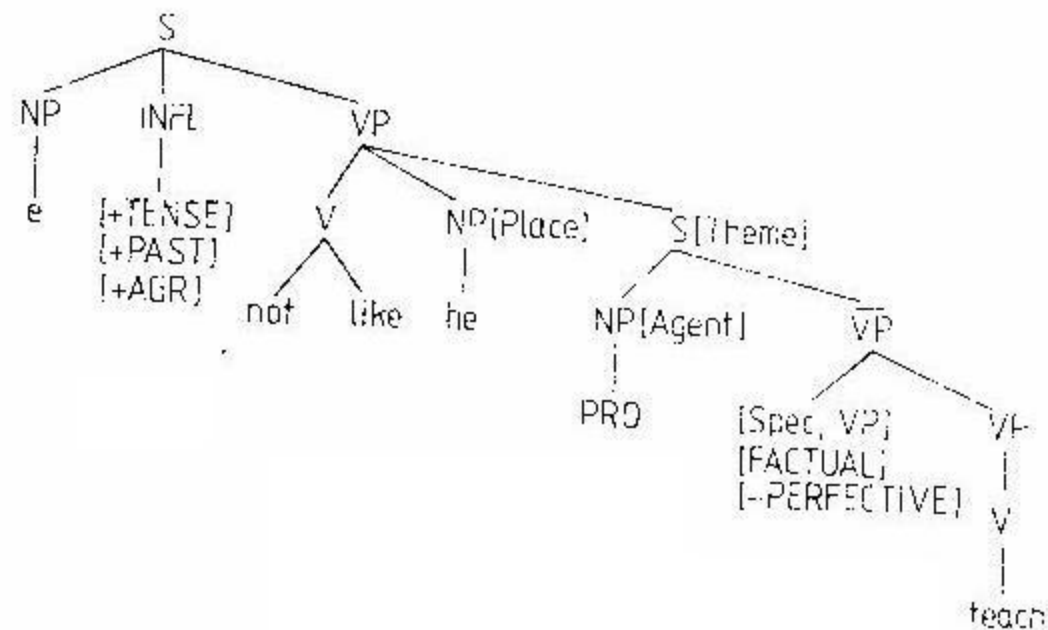 S
NP INFL VP
e [+TENSE] V NP[Place] S[Theme]
[+PAST]
[+AGR]
not like he NP[Agent] V̅P̅
PRO [Spec, VP] VP
[FACTUAL]
[-PERFECTIVE] V
teach